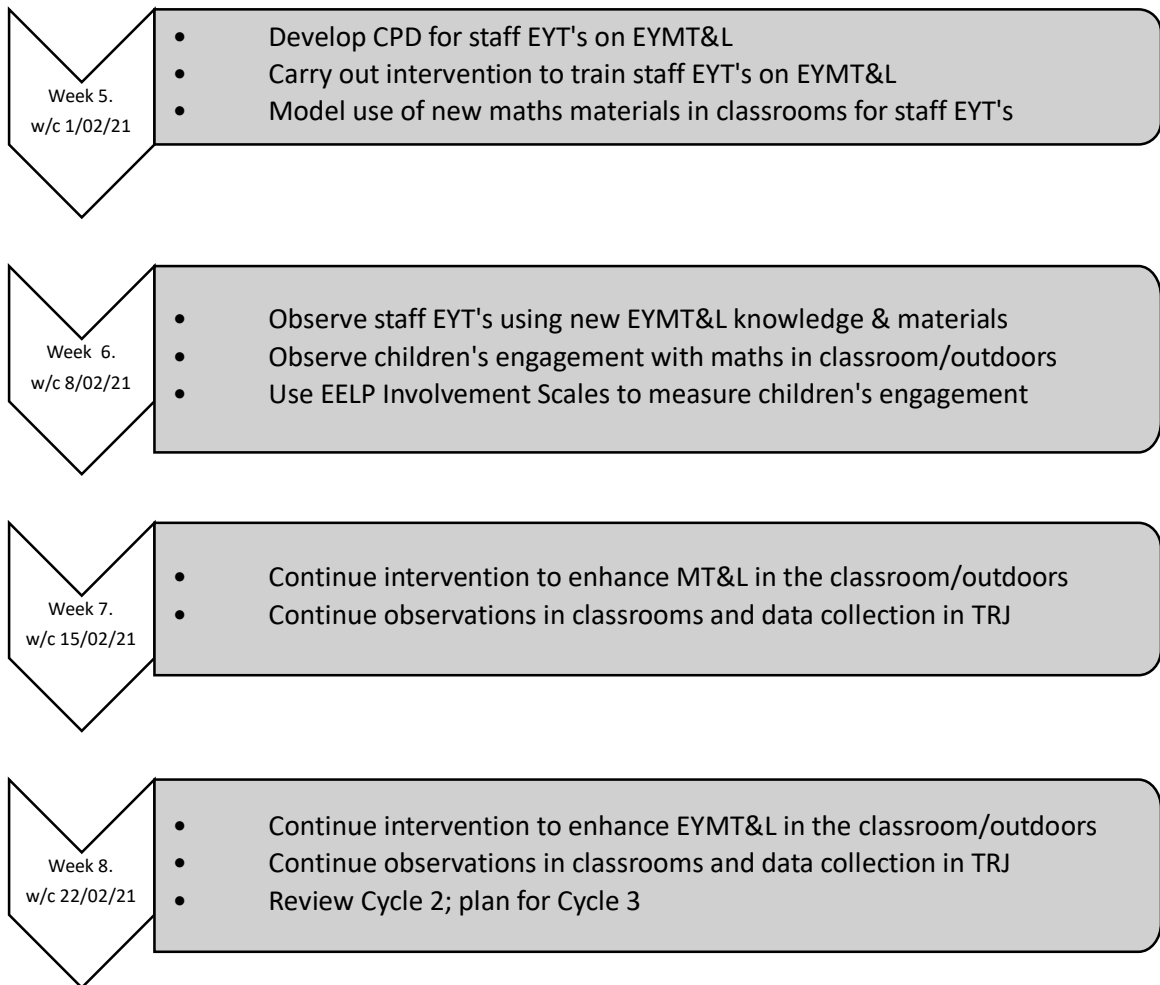 Week 5.
w/c 1/02/21
• Develop CPD for staff EYT's on EYMT&L
• Carry out intervention to train staff EYT's on EYMT&L
• Model use of new maths materials in classrooms for staff EYT's
Week 6.
w/c 8/02/21
• Observe staff EYT's using new EYMT&L knowledge & materials
• Observe children's engagement with maths in classroom/outdoors
• Use EELP Involvement Scales to measure children's engagement
Week 7.
w/c 15/02/21
• Continue intervention to enhance MT&L in the classroom/outdoors
• Continue observations in classrooms and data collection in TRJ
Week 8.
w/c 22/02/21
• Continue intervention to enhance EYMT&L in the classroom/outdoors
• Continue observations in classrooms and data collection in TRJ
• Review Cycle 2; plan for Cycle 3